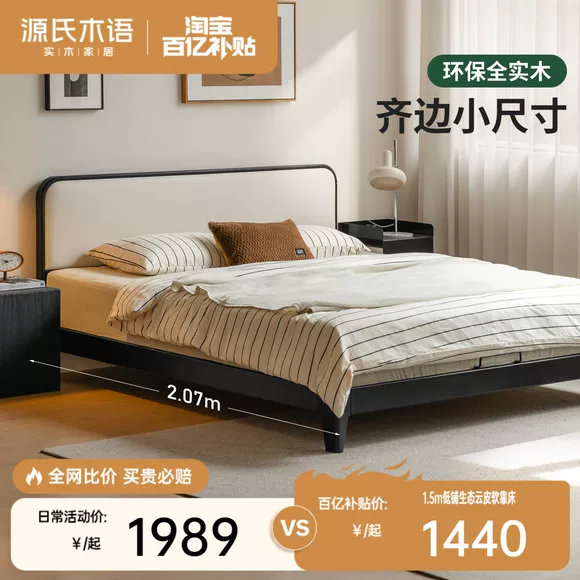 源氏木语
实木家居
淘宝
百亿补贴
环保全实木
齐边小尺寸
2.07m
全网比价 买贵必赔
日常活动价:
¥/起
1989
VS
百亿补贴价:
¥/起
1.5m低铺生态云皮软靠床
1440